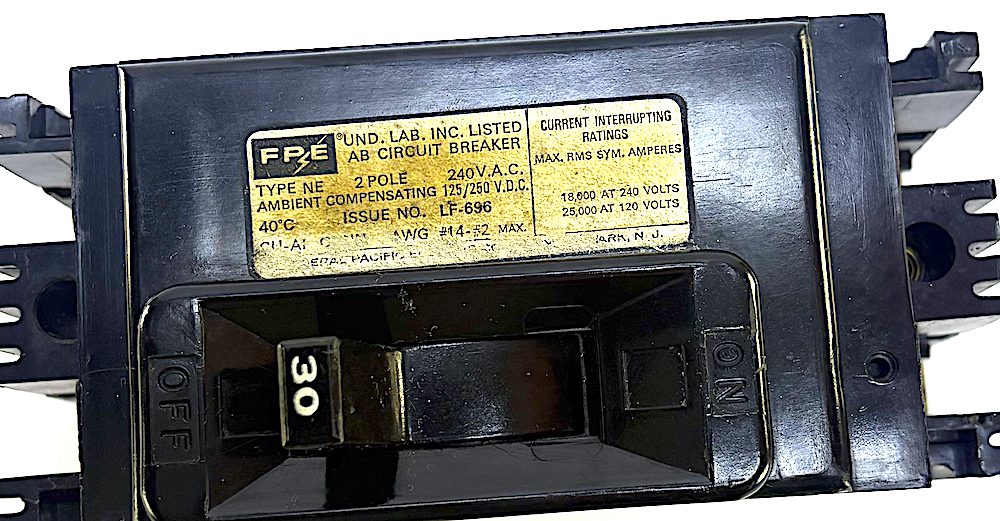 FPE
UND. LAB. INC. LISTED
AB CIRCUIT BREAKER
TYPE NE 2 POLE 240V.A.C.
AMBIENT COMPENSATING 125/250 V.D.C.
40°C ISSUE NO. LF-696
AWG #14-#2 MAX.
CURRENT INTERRUPTING
RATINGS
MAX. RMS SYM. AMPERES
18,600 AT 240 VOLTS
25,000 AT 120 VOLTS
N. J.
OFF
30
ON